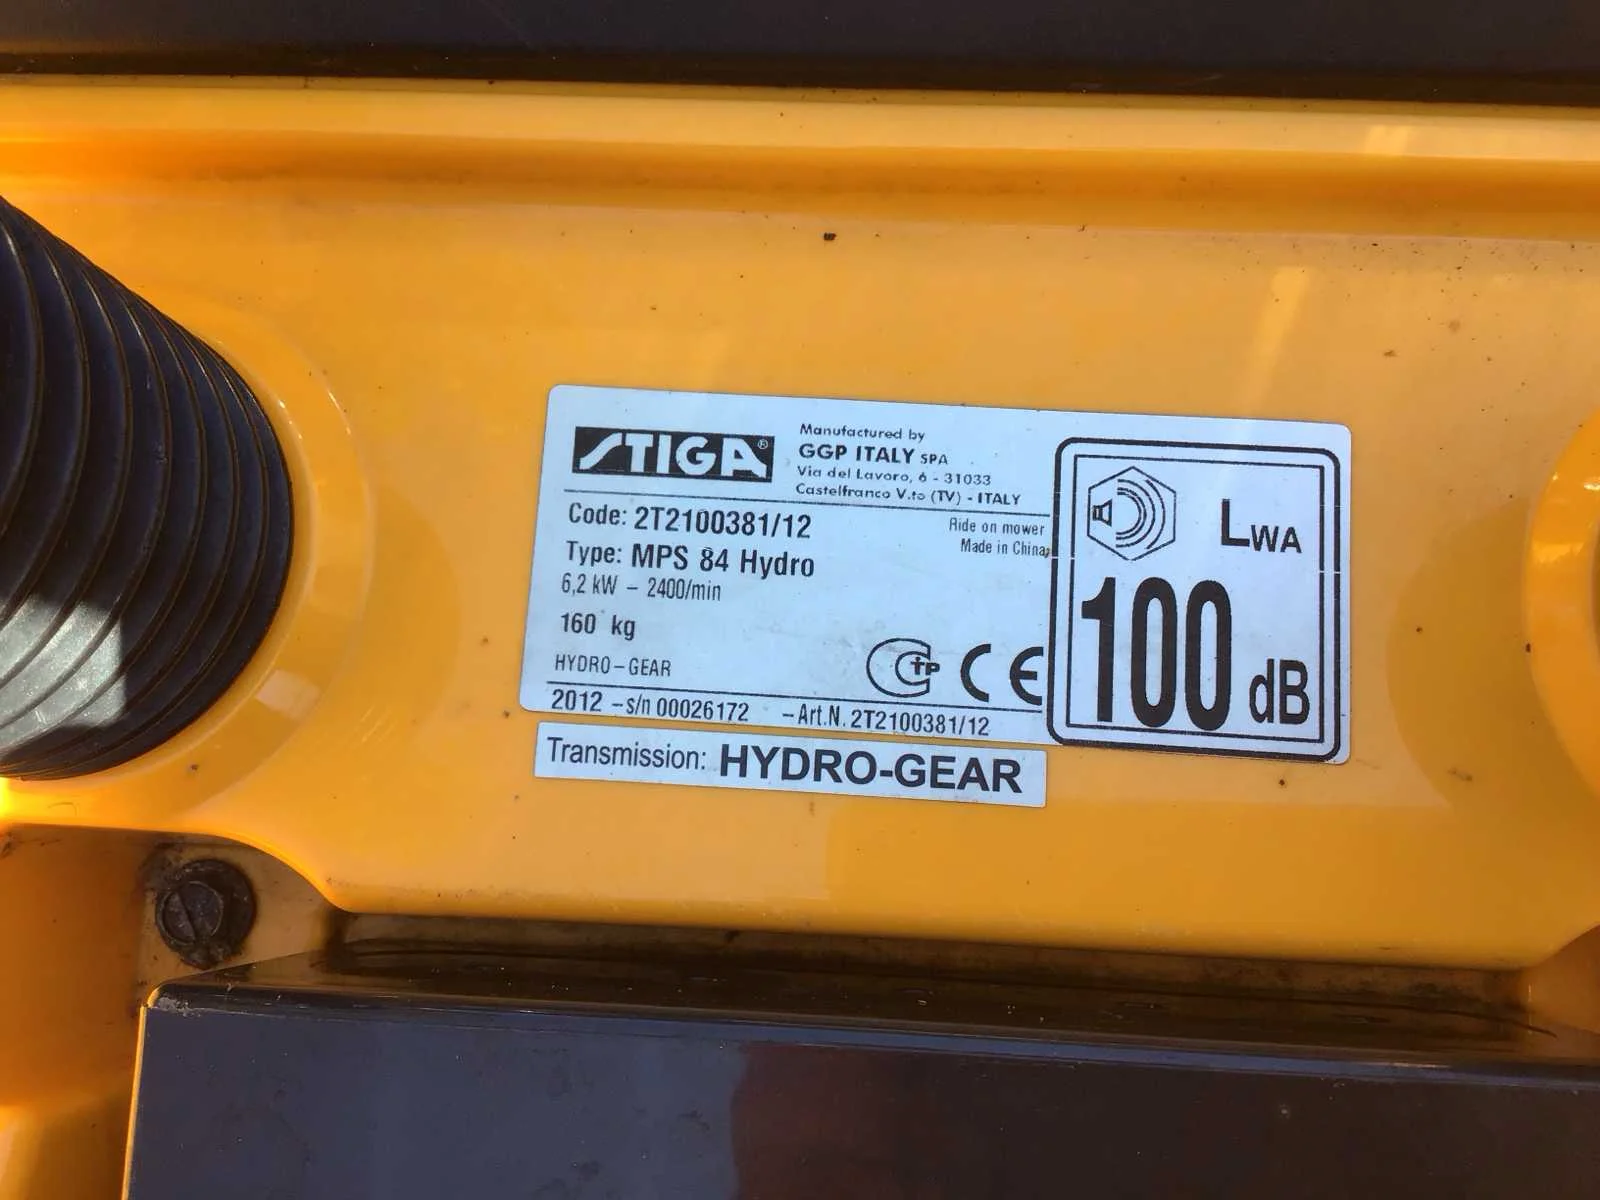 STIGA®
Manufactured by
GGP ITALY SPA
Via del Lavoro, 6 - 31033
Castelfranco V.to (TV) - ITALY
Code: 2T2100381/12
Ride on mower
Made in China
Type: MPS 84 Hydro
6,2 kW - 2400/min
160 kg
HYDRO-GEAR
CE
2012 -s/n 00026172 -Art.N. 2T2100381/12
LWA
100 dB
Transmission: HYDRO-GEAR